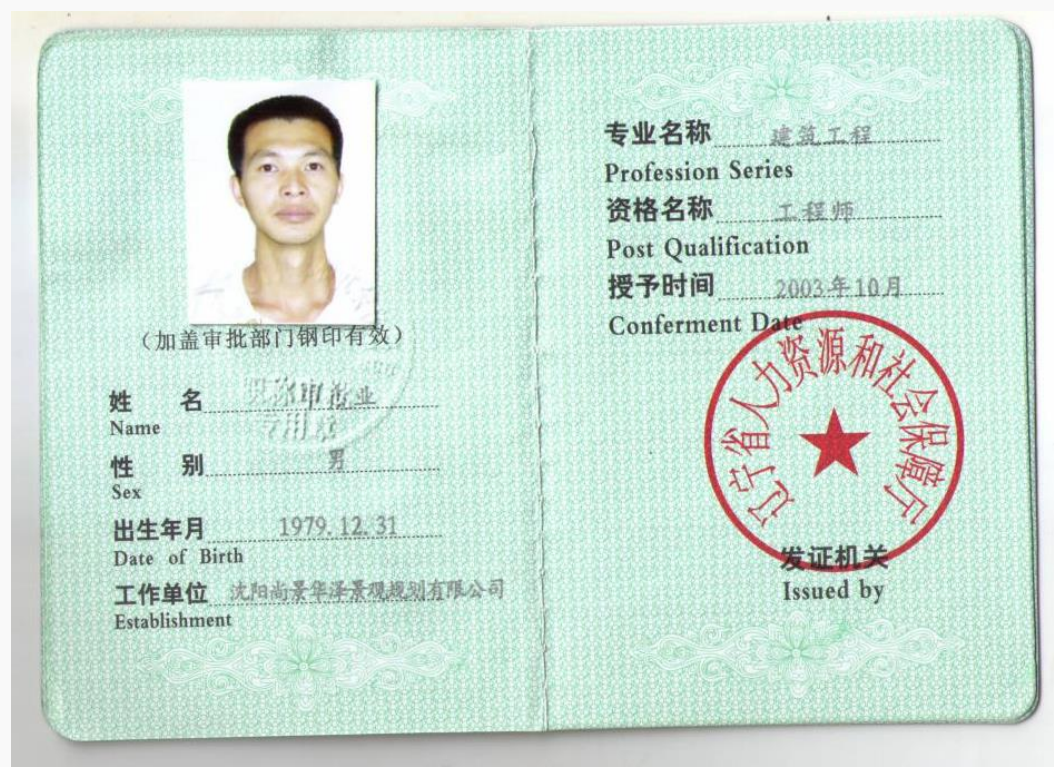 （加盖审批部门钢印有效）
姓 名
Name
性 别 男
Sex
出生年月 1979.12.31
Date of Birth
工作单位 沈阳尚景华泽景观规划有限公司
Establishment
专业名称 建筑工程
Profession Series
资格名称 工程师
Post Qualification
授予时间 2003年10月
Conferment Date
辽宁省人力资源和社会保障厅
发证机关
Issued by